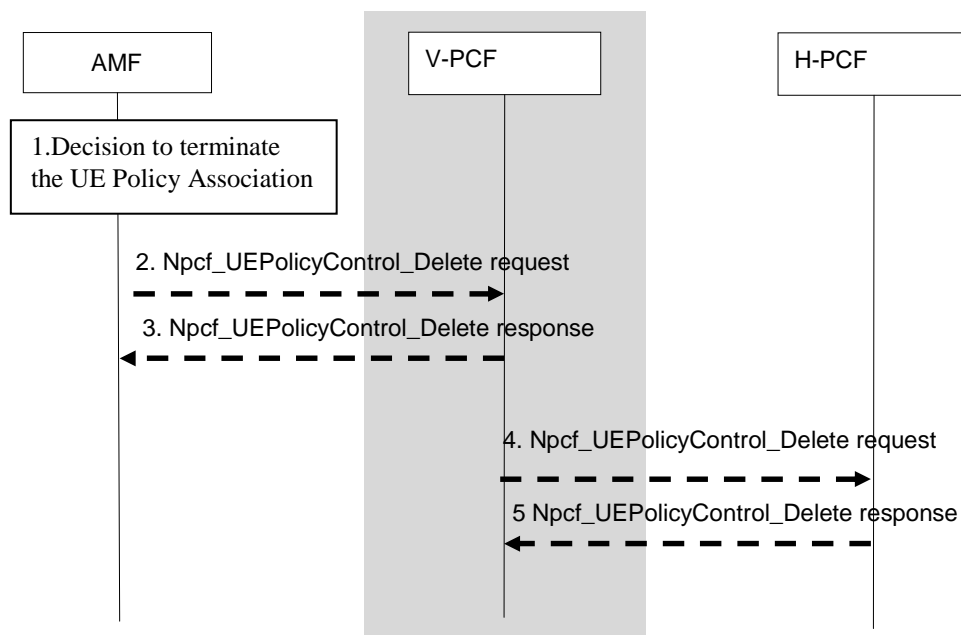 AMF
V-PCF
H-PCF
1.Decision to terminate
the UE Policy Association
2. Npcf_UEPolicyControl_Delete request
3. Npcf_UEPolicyControl_Delete response
4. Npcf_UEPolicyControl_Delete request
5 Npcf_UEPolicyControl_Delete response